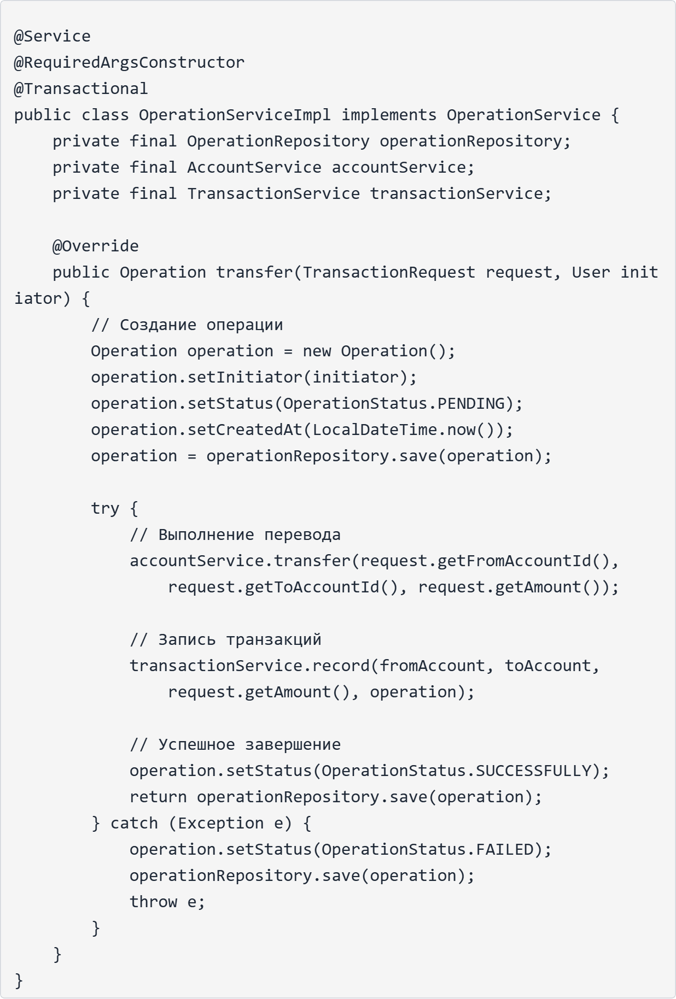 @Service
@RequiredArgsConstructor
@Transactional
public class OperationServiceImpl implements OperationService {
    private final OperationRepository operationRepository;
    private final AccountService accountService;
    private final TransactionService transactionService;

    @Override
    public Operation transfer(TransactionRequest request, User init
iator) {
        // Создание операции
        Operation operation = new Operation();
        operation.setInitiator(initiator);
        operation.setStatus(OperationStatus.PENDING);
        operation.setCreatedAt(LocalDateTime.now());
        operation = operationRepository.save(operation);

        try {
            // Выполнение перевода
            accountService.transfer(request.getFromAccountId(),
                request.getToAccountId(), request.getAmount());

            // Запись транзакций
            transactionService.record(fromAccount, toAccount,
                request.getAmount(), operation);

            // Успешное завершение
            operation.setStatus(OperationStatus.SUCCESSFULLY);
            return operationRepository.save(operation);
        } catch (Exception e) {
            operation.setStatus(OperationStatus.FAILED);
            operationRepository.save(operation);
            throw e;
        }
    }
}